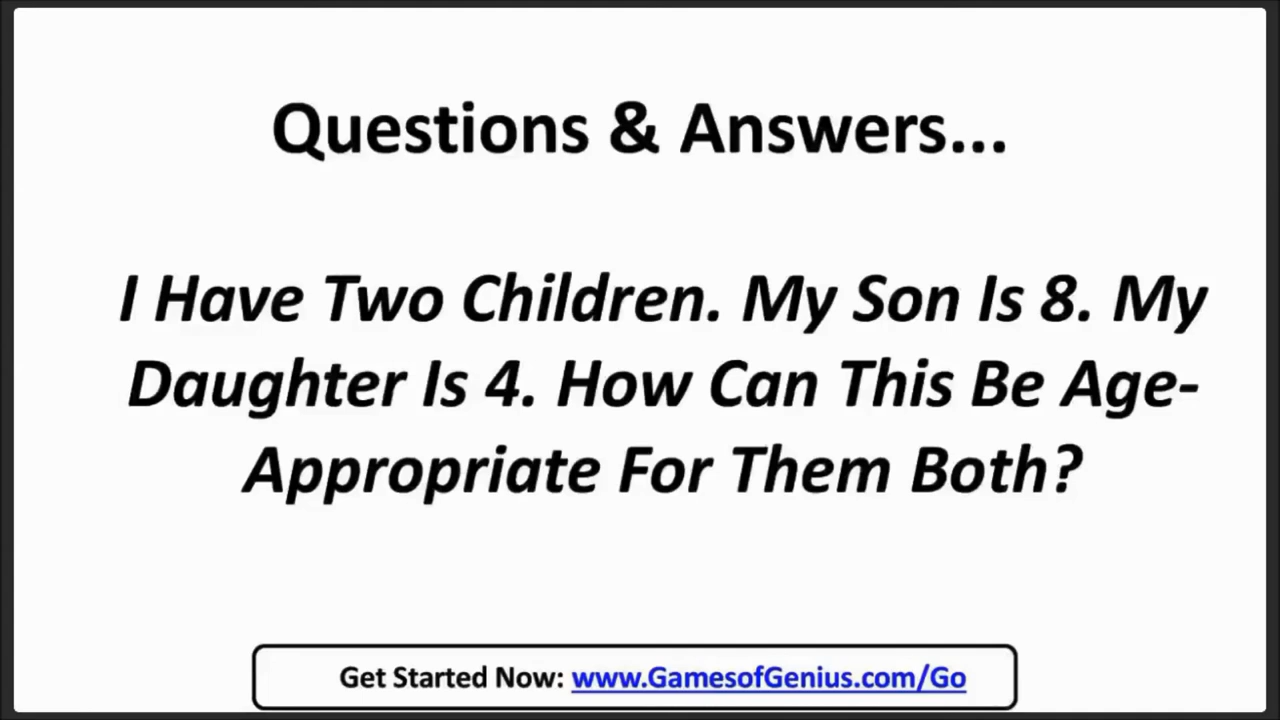 Questions & Answers...
I Have Two Children. My Son Is 8. My
Daughter Is 4. How Can This Be Age-
Appropriate For Them Both?
Get Started Now: www.GamesofGenius.com/Go